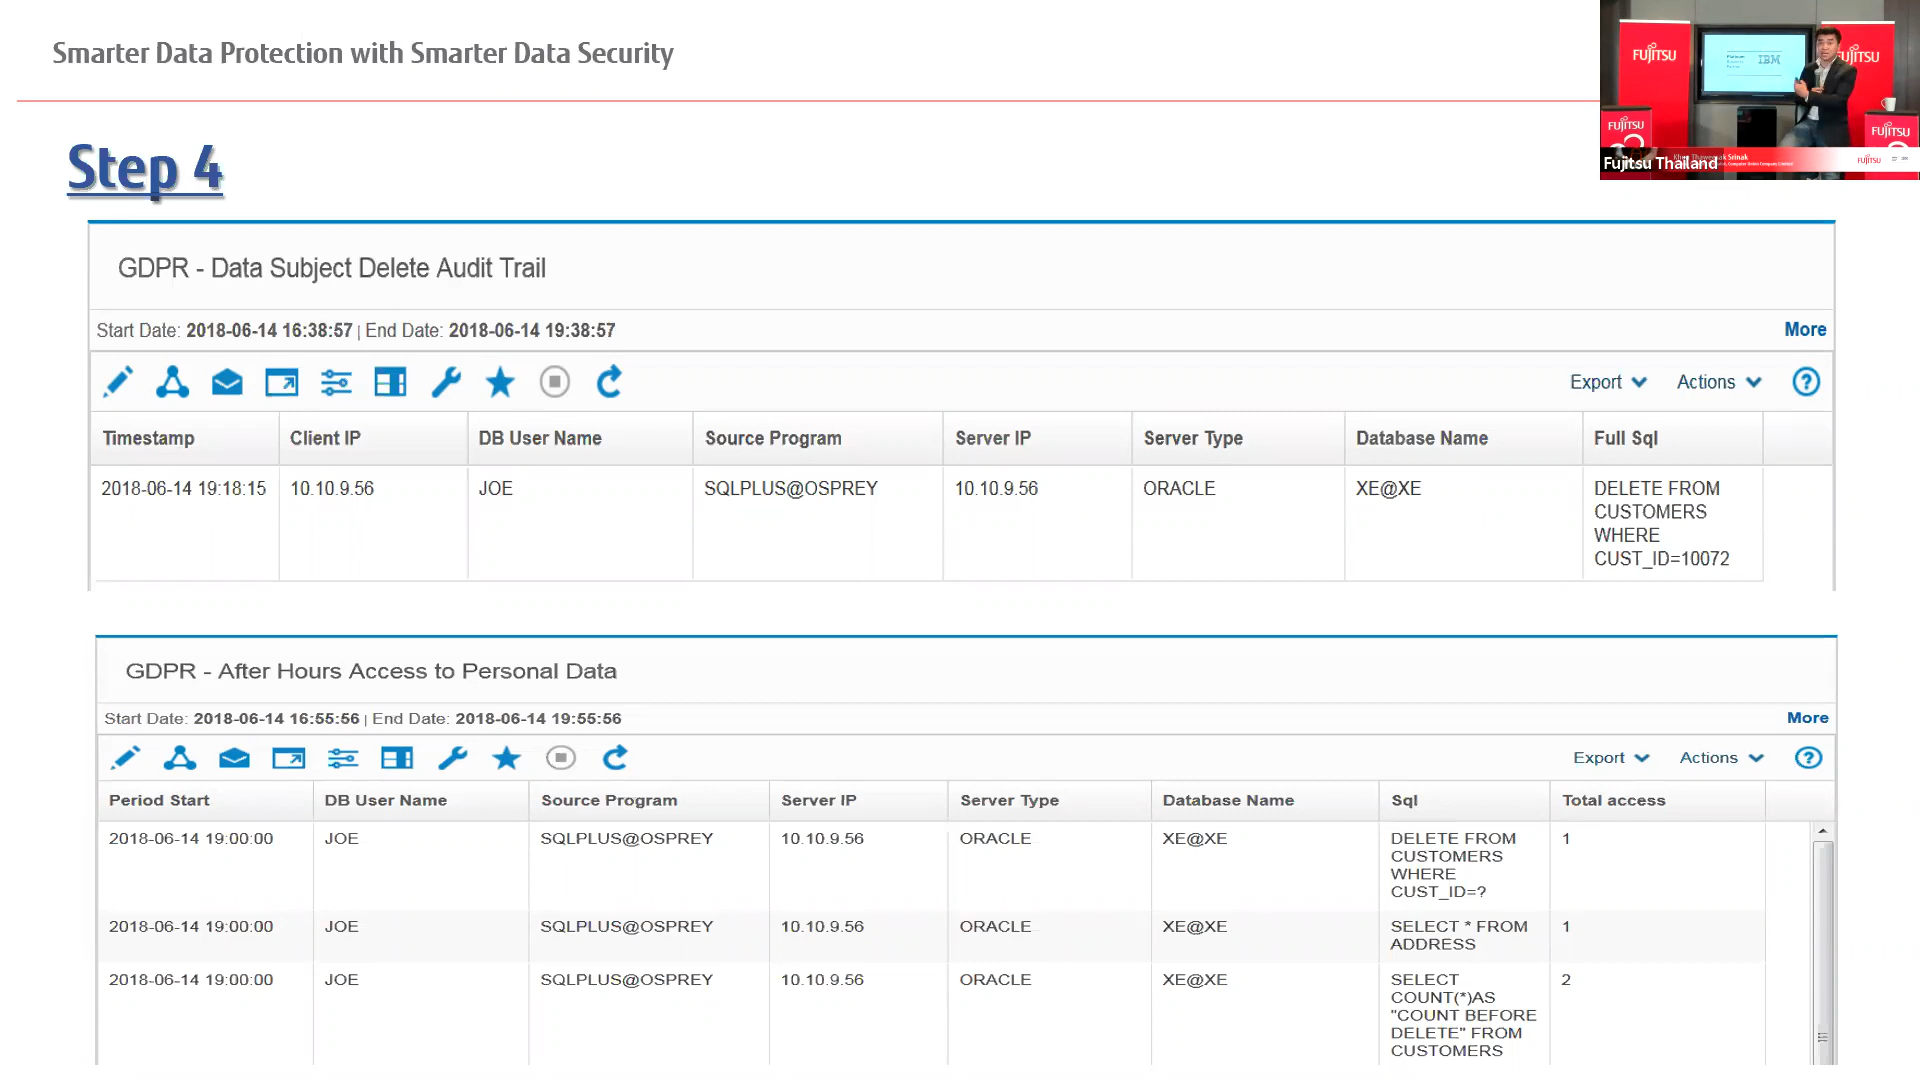 Smarter Data Protection with Smarter Data Security
FUJITSU
IBM
FUJITSU
FUJITSU
FUJITSU
Fujitsu Thailand
FUJITSU
Step 4
GDPR - Data Subject Delete Audit Trail
Start Date: 2018-06-14 16:38:57 | End Date: 2018-06-14 19:38:57 More
Export Actions ?
Timestamp Client IP DB User Name Source Program Server IP Server Type Database Name Full Sql
2018-06-14 19:18:15 10.10.9.56 JOE SQLPLUS@OSPREY 10.10.9.56 ORACLE XE@XE DELETE FROM
CUSTOMERS
WHERE
CUST_ID=10072
GDPR - After Hours Access to Personal Data
Start Date: 2018-06-14 16:55:56 | End Date: 2018-06-14 19:55:56 More
Export Actions ?
Period Start DB User Name Source Program Server IP Server Type Database Name Sql Total access
2018-06-14 19:00:00 JOE SQLPLUS@OSPREY 10.10.9.56 ORACLE XE@XE DELETE FROM 1
CUSTOMERS
WHERE
CUST_ID=?
2018-06-14 19:00:00 JOE SQLPLUS@OSPREY 10.10.9.56 ORACLE XE@XE SELECT * FROM 1
ADDRESS
2018-06-14 19:00:00 JOE SQLPLUS@OSPREY 10.10.9.56 ORACLE XE@XE SELECT 2
COUNT(*)AS
"COUNT BEFORE
DELETE" FROM
CUSTOMERS